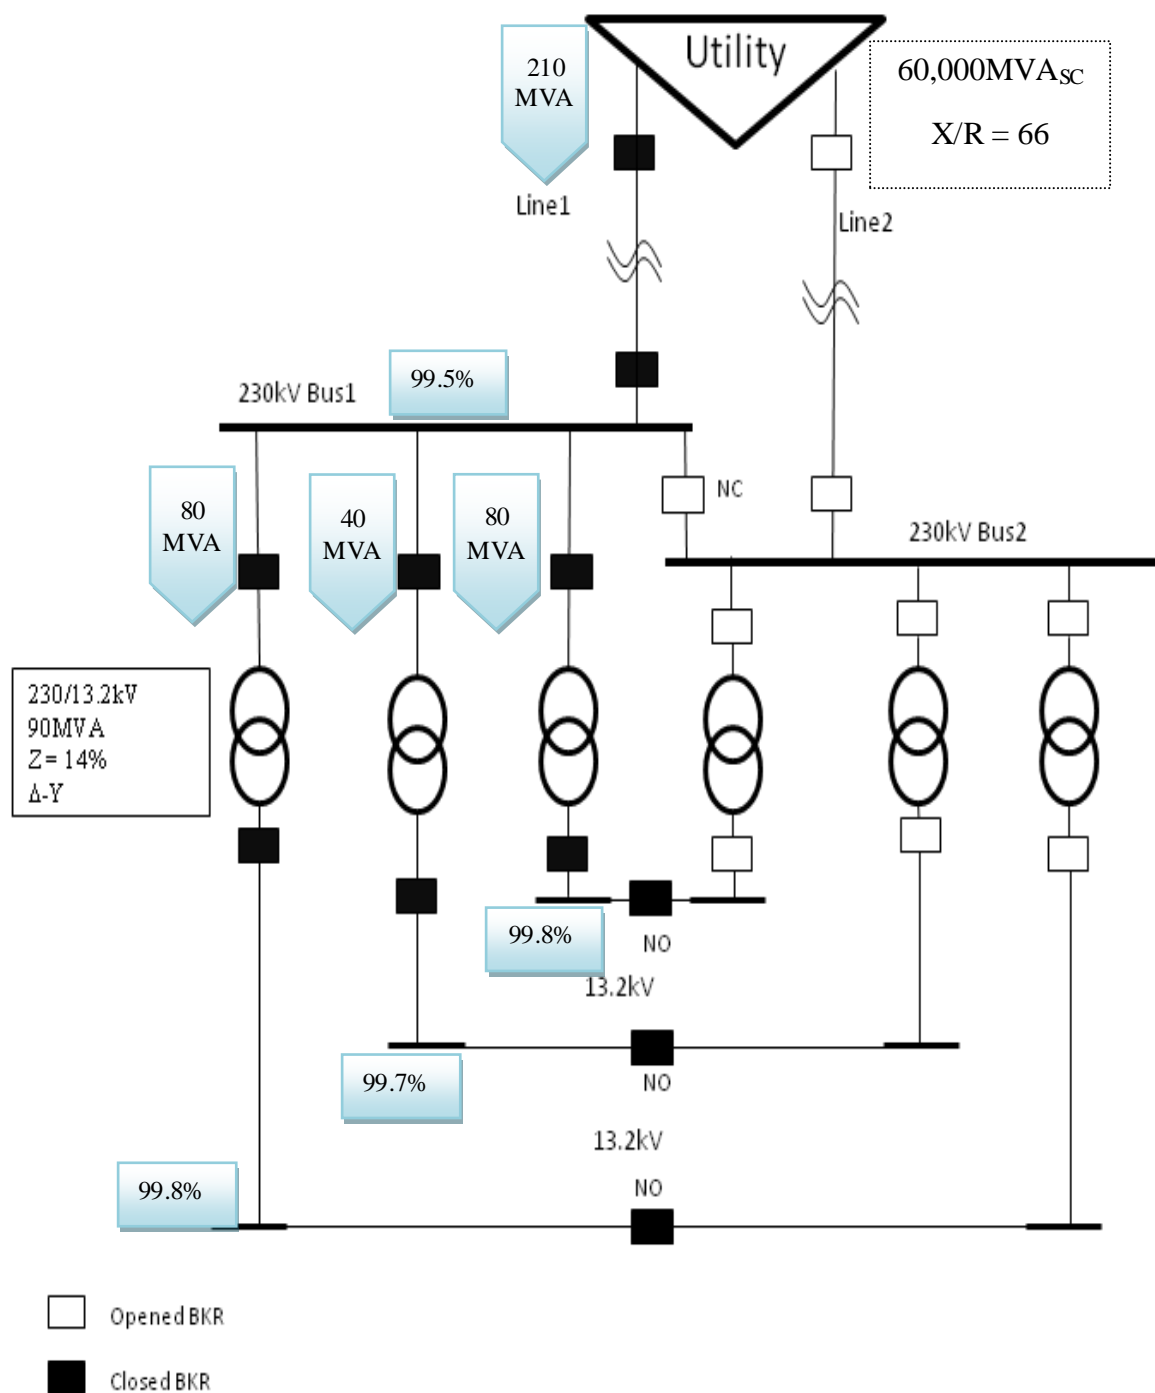 210
MVA
Utility
60,000MVASC
X/R = 66
Line1
Line2
99.5%
230kV Bus1
80
MVA
40
MVA
80
MVA
NC
230kV Bus2
230/13.2kV
90MVA
Z= 14%
Δ-Y
99.8%
NO
13.2kV
99.7%
NO
13.2kV
99.8%
NO
Opened BKR
Closed BKR